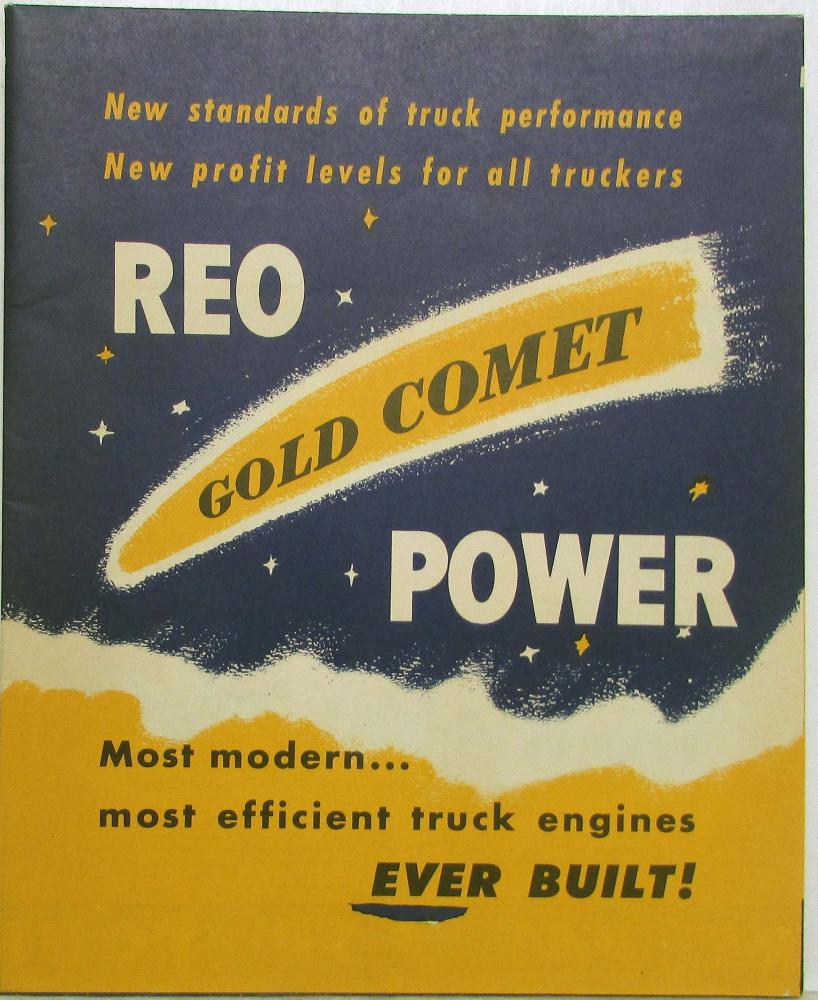 New standards of truck performance
New profit levels for all truckers
REO
GOLD COMET
POWER
Most modern...
most efficient truck engines
EVER BUILT!